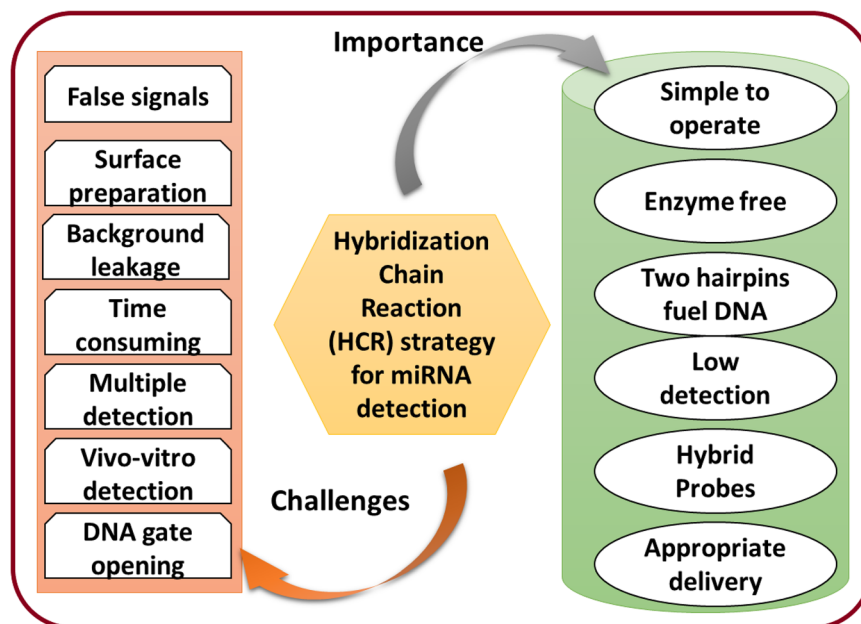 Importance
False signals
Surface
preparation
Background
leakage
Time
consuming
Multiple
detection
Vivo-vitro
detection
DNA gate
opening
Hybridization
Chain
Reaction
(HCR) strategy
for miRNA
detection
Challenges
Simple to
operate
Enzyme free
Two hairpins
fuel DNA
Low
detection
Hybrid
Probes
Appropriate
delivery